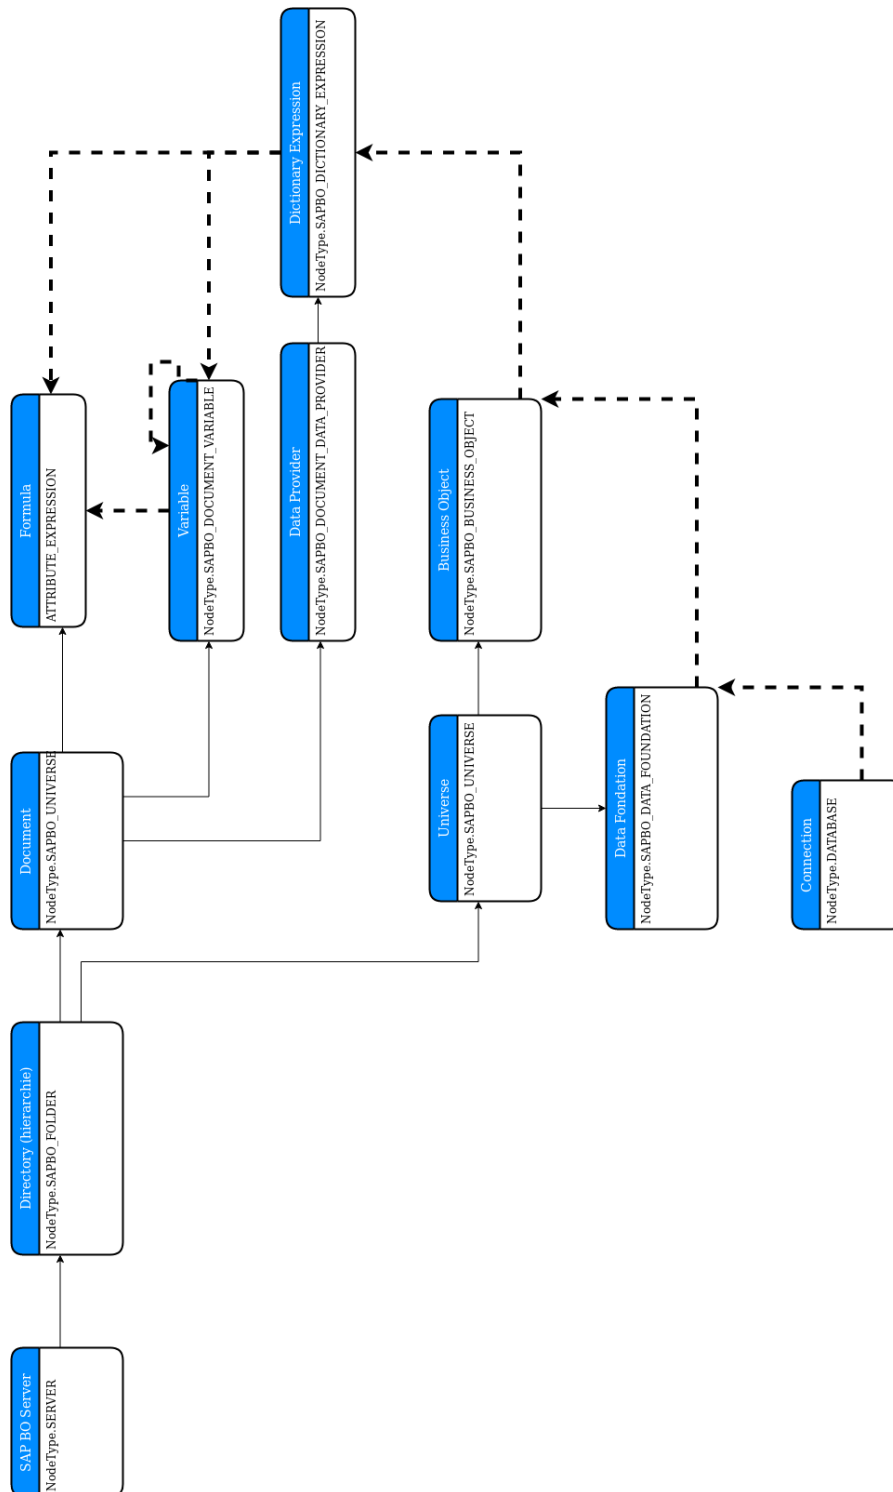 SAP BO Server
NodeType.SERVER
Directory (hierarchie)
NodeType.SAPBO_FOLDER
Document
NodeType.SAPBO_UNIVERSE
Formula
ATTRIBUTE_EXPRESSION
Variable
NodeType.SAPBO_DOCUMENT_VARIABLE
Data Provider
NodeType.SAPBO_DOCUMENT_DATA_PROVIDER
Dictionary Expression
NodeType.SAPBO_DICTIONARY_EXPRESSION
Universe
NodeType.SAPBO_UNIVERSE
Business Object
NodeType.SAPBO_BUSINESS_OBJECT
Data Fondation
NodeType.SAPBO_DATA_FOUNDATION
Connection
NodeType.DATABASE